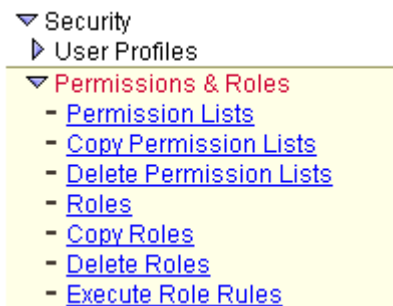 Security
User Profiles
Permissions & Roles
- Permission Lists
- Copy Permission Lists
- Delete Permission Lists
- Roles
- Copy Roles
- Delete Roles
- Execute Role Rules